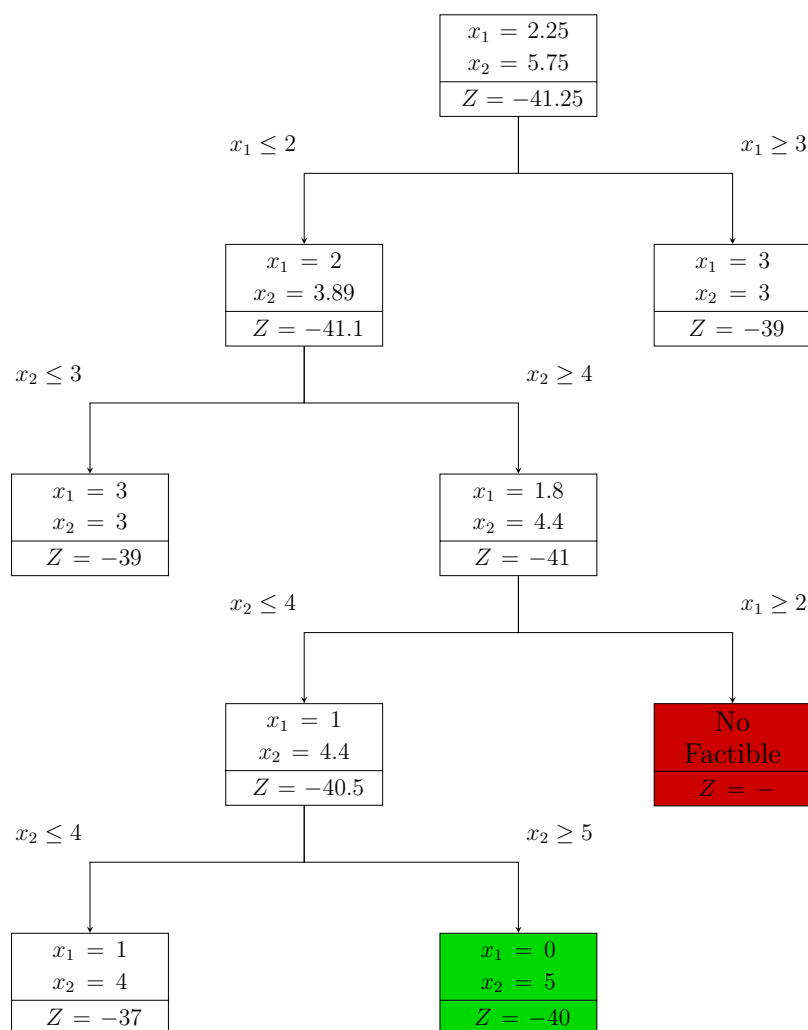 x₁ = 2.25
x₂ = 5.75
Z = −41.25
x₁ ≤ 2
x₁ ≥ 3
x₁ = 2
x₂ = 3.89
Z = −41.1
x₁ = 3
x₂ = 3
Z = −39
x₂ ≤ 3
x₂ ≥ 4
x₁ = 3
x₂ = 3
Z = −39
x₁ = 1.8
x₂ = 4.4
Z = −41
x₂ ≤ 4
x₁ ≥ 2
x₁ = 1
x₂ = 4.4
Z = −40.5
No
Factible
Z = −
x₂ ≤ 4
x₂ ≥ 5
x₁ = 1
x₂ = 4
Z = −37
x₁ = 0
x₂ = 5
Z = −40